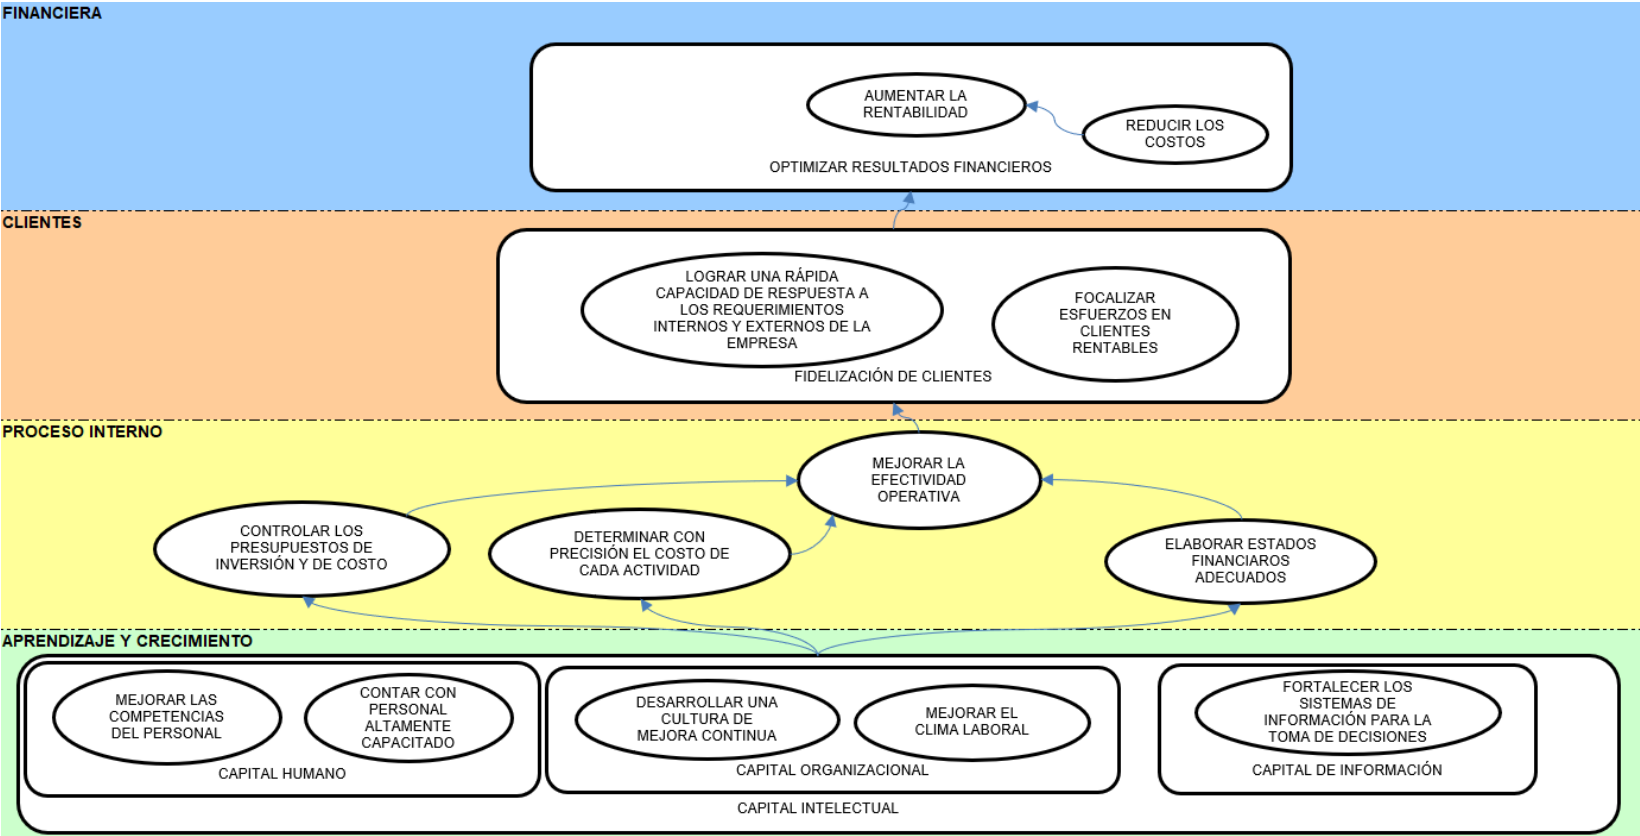 FINANCIERA
AUMENTAR LA
RENTABILIDAD
REDUCIR LOS
COSTOS
OPTIMIZAR RESULTADOS FINANCIEROS
CLIENTES
LOGRAR UNA RÁPIDA
CAPACIDAD DE RESPUESTA A
LOS REQUERIMIENTOS
INTERNOS Y EXTERNOS DE LA
EMPRESA
FOCALIZAR
ESFUERZOS EN
CLIENTES
RENTABLES
FIDELIZACIÓN DE CLIENTES
PROCESO INTERNO
MEJORAR LA
EFECTIVIDAD
OPERATIVA
CONTROLAR LOS
PRESUPUESTOS DE
INVERSIÓN Y DE COSTO
DETERMINAR CON
PRECISIÓN EL COSTO DE
CADA ACTIVIDAD
ELABORAR ESTADOS
FINANCIAROS
ADECUADOS
APRENDIZAJE Y CRECIMIENTO
MEJORAR LAS
COMPETENCIAS
DEL PERSONAL
CONTAR CON
PERSONAL
ALTAMENTE
CAPACITADO
CAPITAL HUMANO
DESARROLLAR UNA
CULTURA DE
MEJORA CONTINUA
MEJORAR EL
CLIMA LABORAL
CAPITAL ORGANIZACIONAL
FORTALECER LOS
SISTEMAS DE
INFORMACIÓN PARA LA
TOMA DE DECISIONES
CAPITAL DE INFORMACIÓN
CAPITAL INTELECTUAL